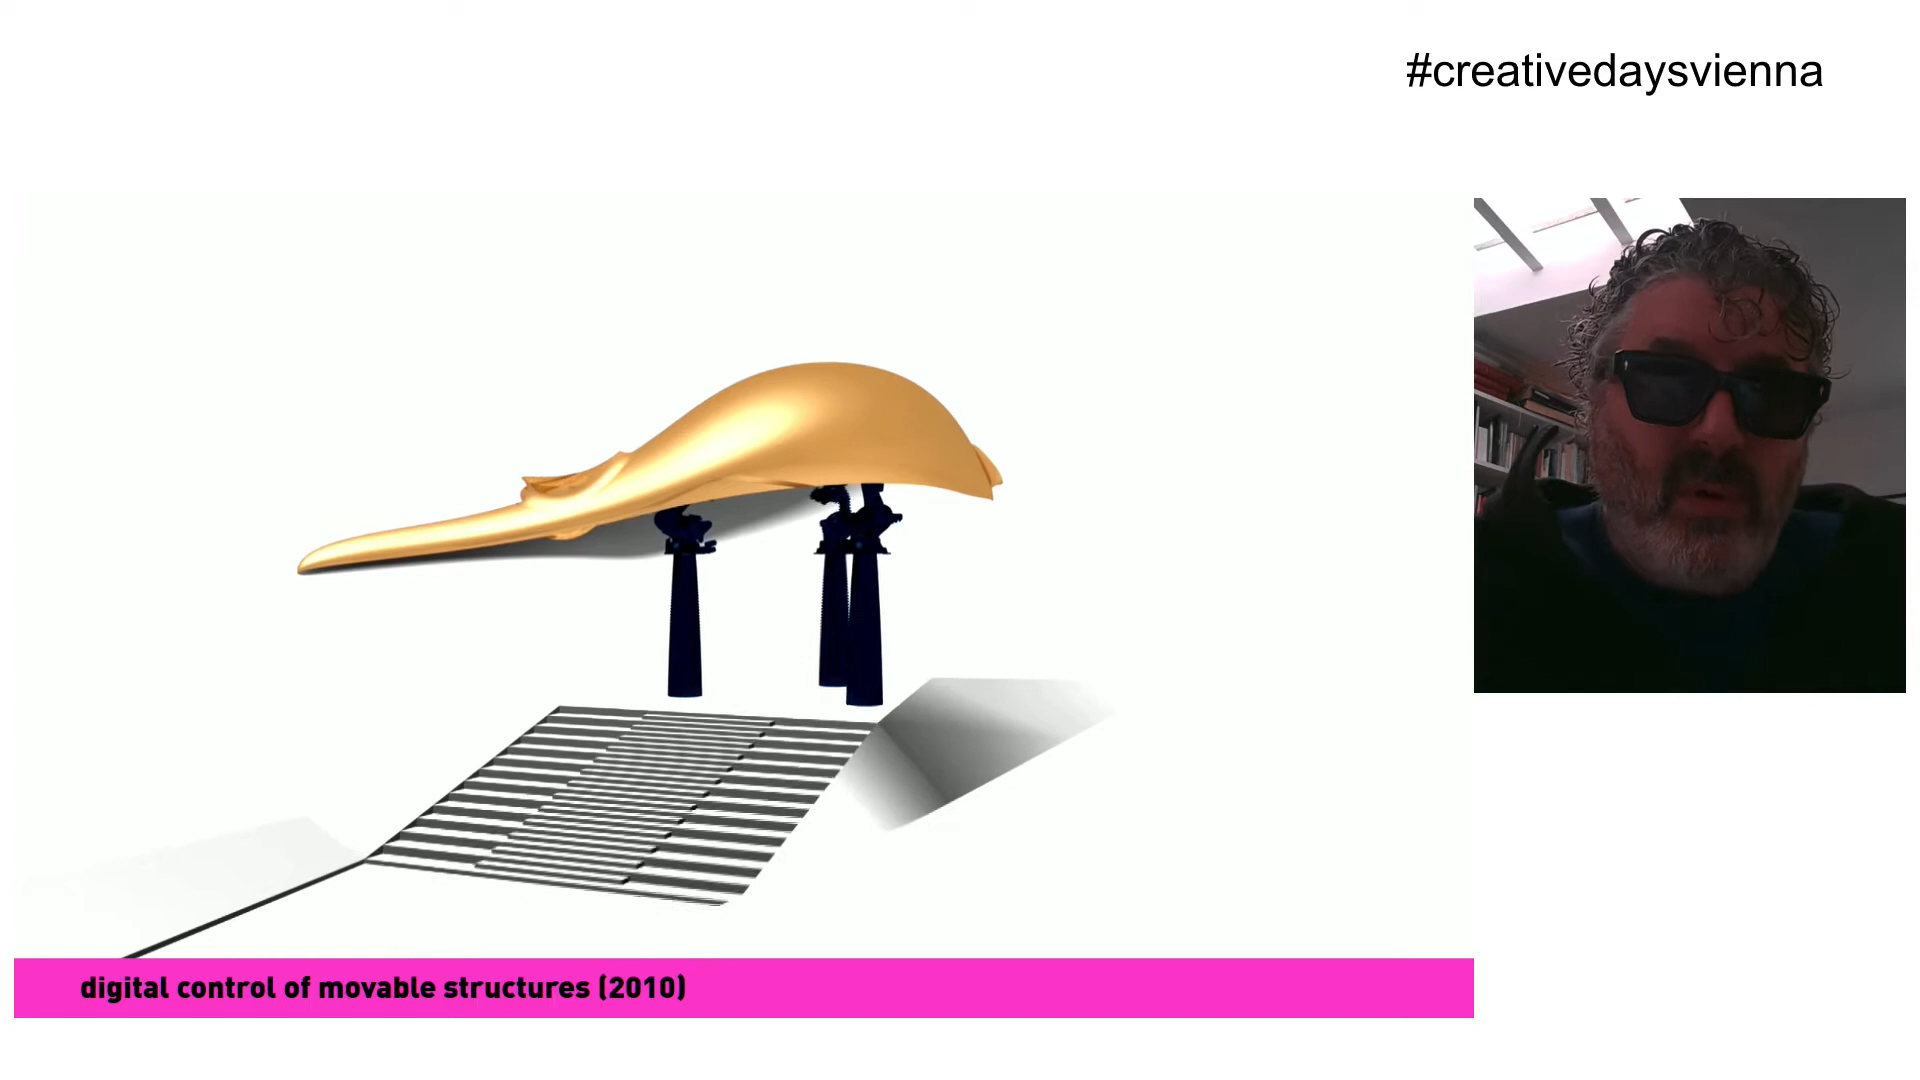 #creativedaysvienna
digital control of movable structures (2010)